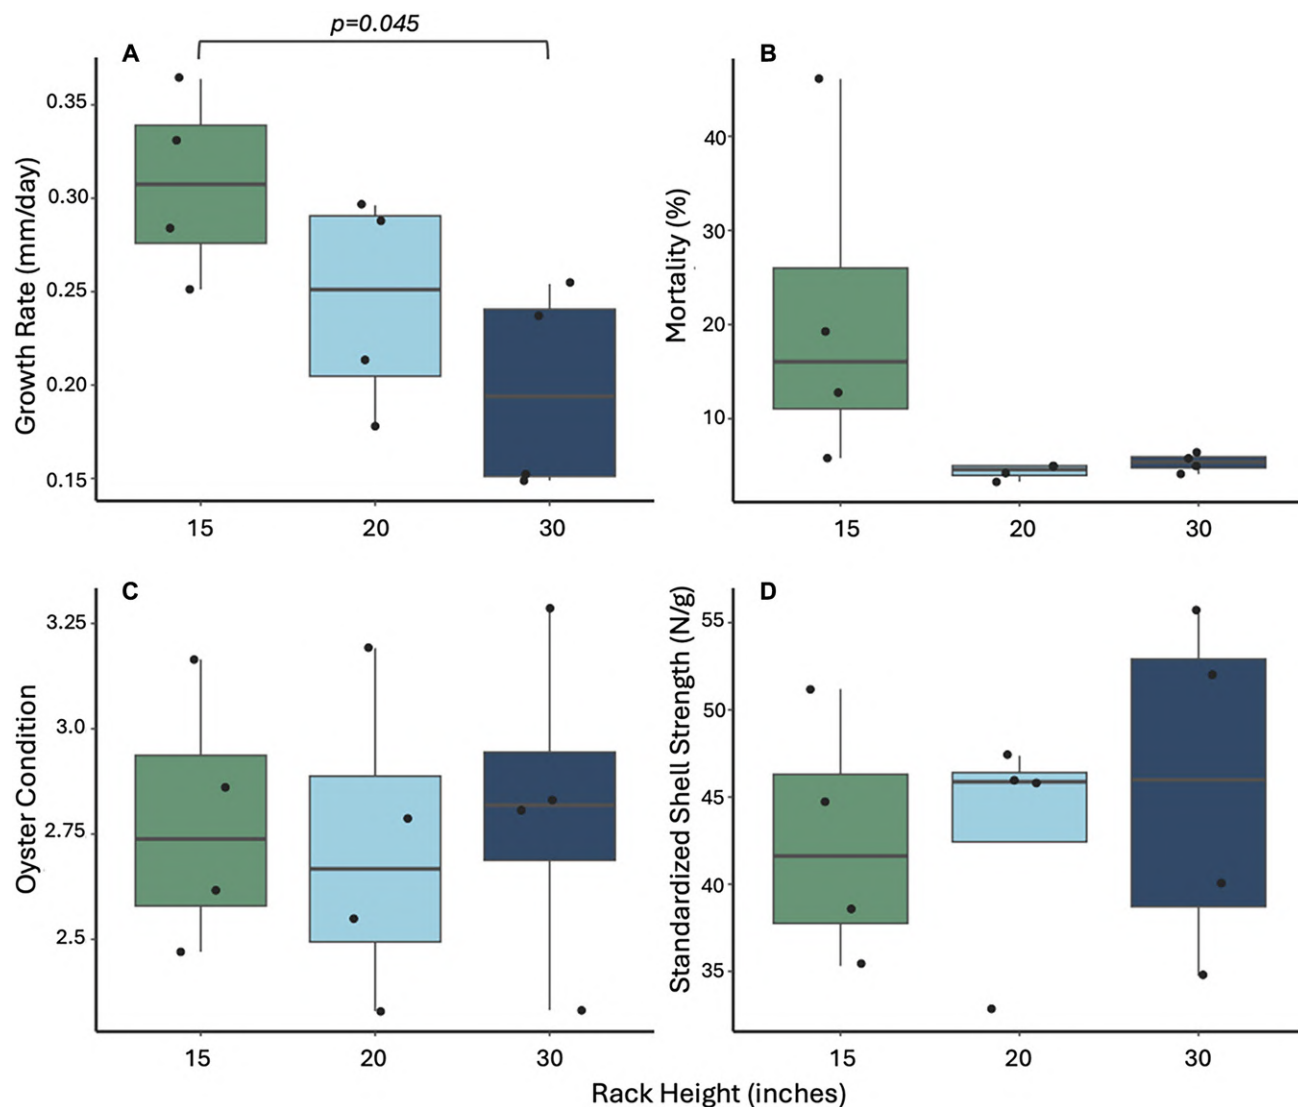 p=0.045
A
Growth Rate (mm/day)
0.35
0.30
0.25
0.20
0.15
15 20 30
B
Mortality (%)
40
30
20
10
15 20 30
C
Oyster Condition
3.25
3.0
2.75
2.5
15 20 30
D
Standardized Shell Strength (N/g)
55
50
45
40
35
15 20 30
Rack Height (inches)